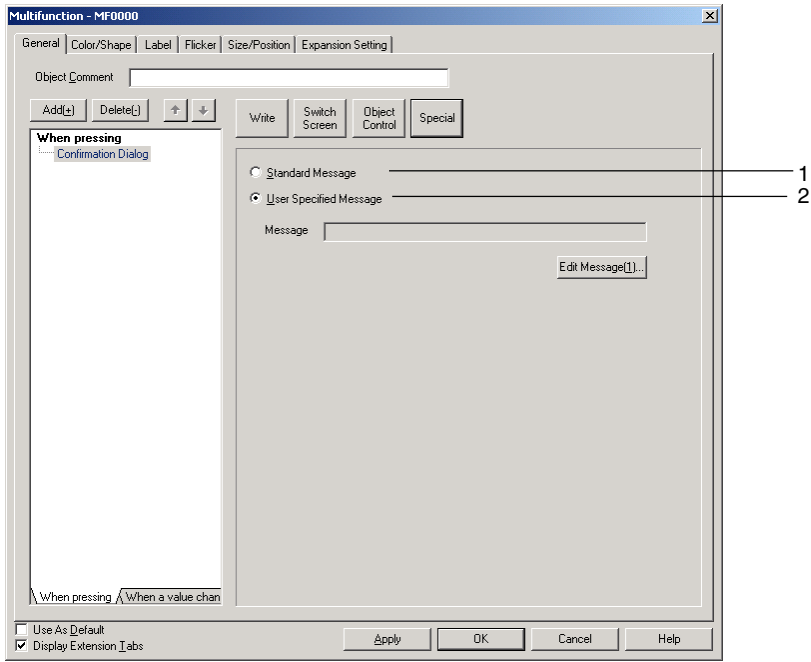 Multifunction - MF0000
General Color/Shape Label Flicker Size/Position Expansion Setting
Object Comment
Add(+) Delete(-)
When pressing
Confirmation Dialog
Write Switch Screen Object Control Special
Standard Message 1
User Specified Message 2
Message
Edit Message(1)...
When pressing When a value chan
Use As Default
Display Extension Tabs
Apply OK Cancel Help